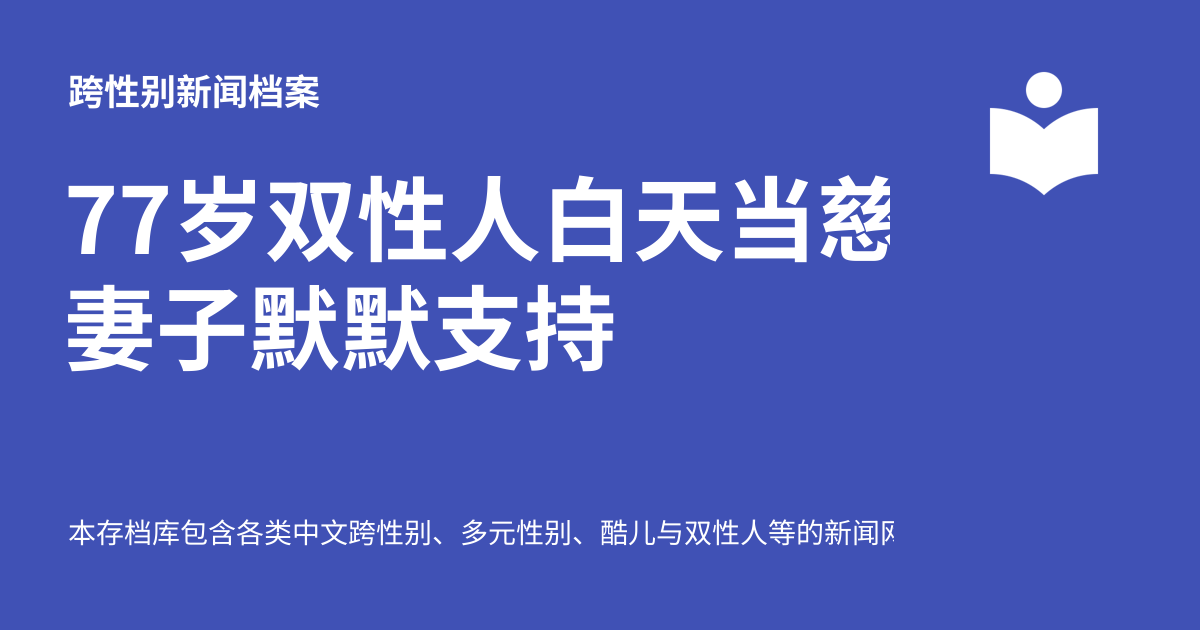 跨性别新闻档案
77岁双性人白天当慈
妻子默默支持
本存档库包含各类中文跨性别、多元性别、酷儿与双性人等的新闻网